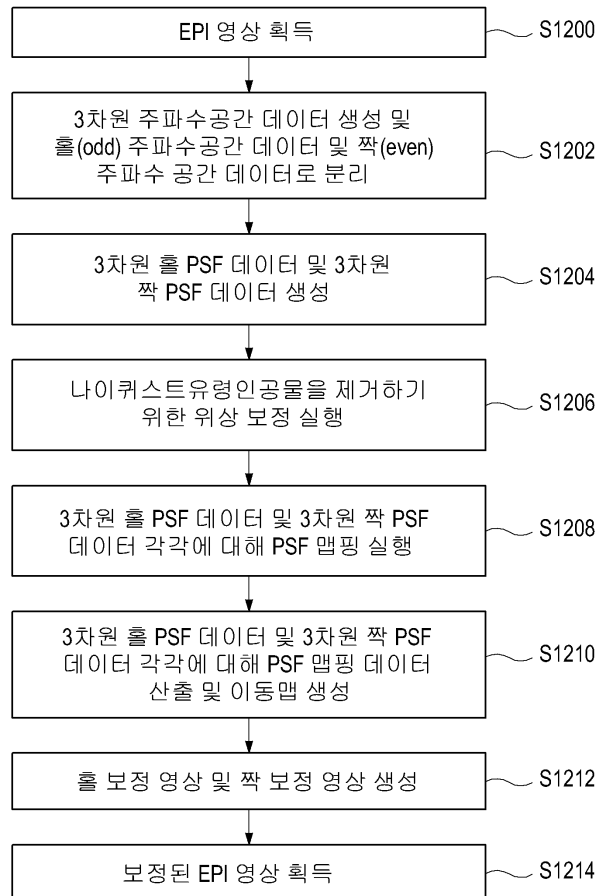 EPI 영상 획득
S1200
3차원 주파수공간 데이터 생성 및
홀(odd) 주파수공간 데이터 및 짝(even)
주파수 공간 데이터로 분리
S1202
3차원 홀 PSF 데이터 및 3차원
짝 PSF 데이터 생성
S1204
나이퀴스트유령인공물을 제거하기
위한 위상 보정 실행
S1206
3차원 홀 PSF 데이터 및 3차원 짝 PSF
데이터 각각에 대해 PSF 맵핑 실행
S1208
3차원 홀 PSF 데이터 및 3차원 짝 PSF
데이터 각각에 대해 PSF 맵핑 데이터
산출 및 이동맵 생성
S1210
홀 보정 영상 및 짝 보정 영상 생성
S1212
보정된 EPI 영상 획득
S1214